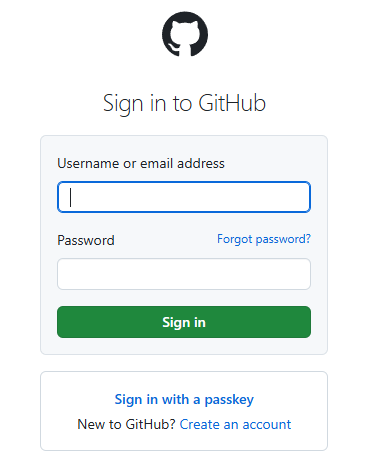 Sign in to GitHub
Username or email address
Password Forgot password?
Sign in
Sign in with a passkey
New to GitHub? Create an account